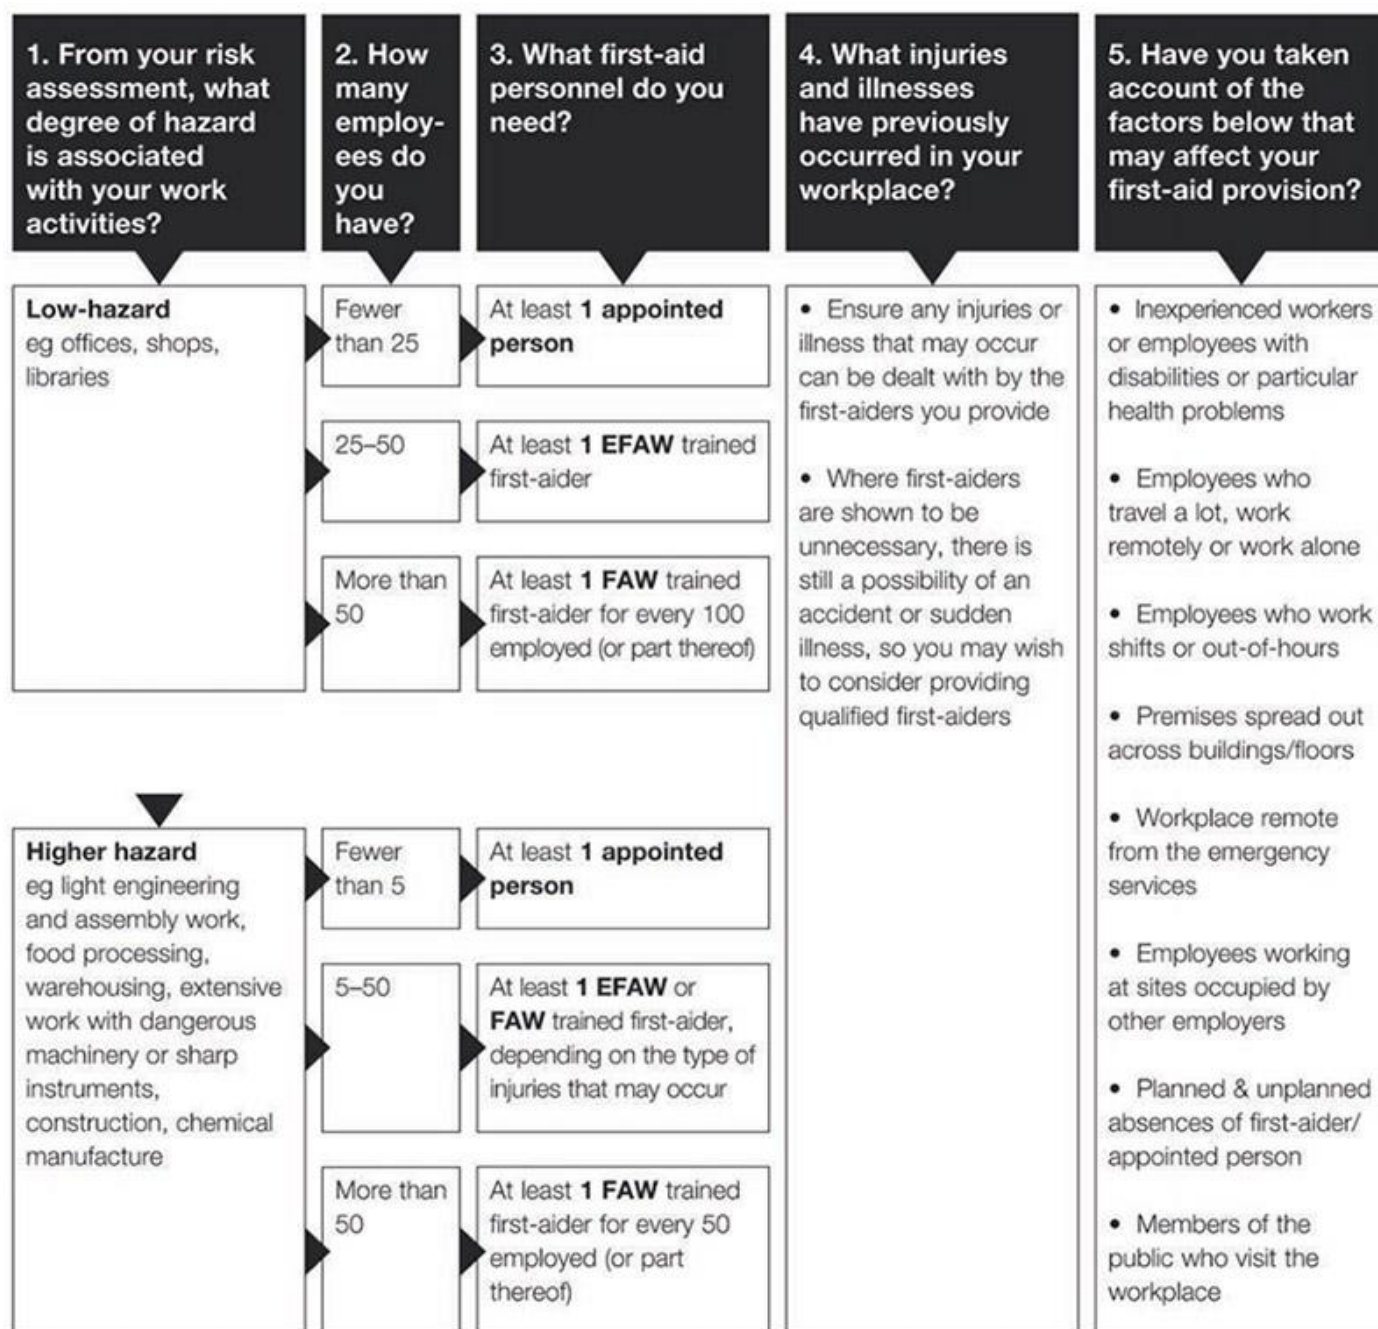 1. From your risk
assessment, what
degree of hazard
is associated
with your work
activities?
2. How
many
employ-
ees do
you
have?
3. What first-aid
personnel do you
need?
4. What injuries
and illnesses
have previously
occurred in your
workplace?
5. Have you taken
account of the
factors below that
may affect your
first-aid provision?
Low-hazard
eg offices, shops,
libraries
Fewer
than 25
At least 1 appointed
person
25–50
At least 1 EFAW trained
first-aider
More than
50
At least 1 FAW trained
first-aider for every 100
employed (or part thereof)
Higher hazard
eg light engineering
and assembly work,
food processing,
warehousing, extensive
work with dangerous
machinery or sharp
instruments,
construction, chemical
manufacture
Fewer
than 5
At least 1 appointed
person
5–50
At least 1 EFAW or
FAW trained first-aider,
depending on the type of
injuries that may occur
More than
50
At least 1 FAW trained
first-aider for every 50
employed (or part
thereof)
• Ensure any injuries or
illness that may occur
can be dealt with by the
first-aiders you provide
• Where first-aiders
are shown to be
unnecessary, there is
still a possibility of an
accident or sudden
illness, so you may wish
to consider providing
qualified first-aiders
• Inexperienced workers
or employees with
disabilities or particular
health problems
• Employees who
travel a lot, work
remotely or work alone
• Employees who work
shifts or out-of-hours
• Premises spread out
across buildings/floors
• Workplace remote
from the emergency
services
• Employees working
at sites occupied by
other employers
• Planned & unplanned
absences of first-aider/
appointed person
• Members of the
public who visit the
workplace